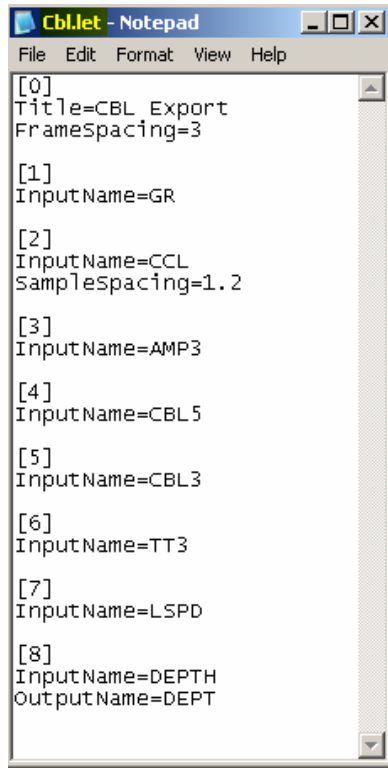 Cbl.let - Notepad
File Edit Format View Help
[0]
Title=CBL Export
FrameSpacing=3
[1]
InputName=GR
[2]
InputName=CCL
SampleSpacing=1.2
[3]
InputName=AMP3
[4]
InputName=CBL5
[5]
InputName=CBL3
[6]
InputName=TT3
[7]
InputName=LSPD
[8]
InputName=DEPTH
OutputName=DEPT